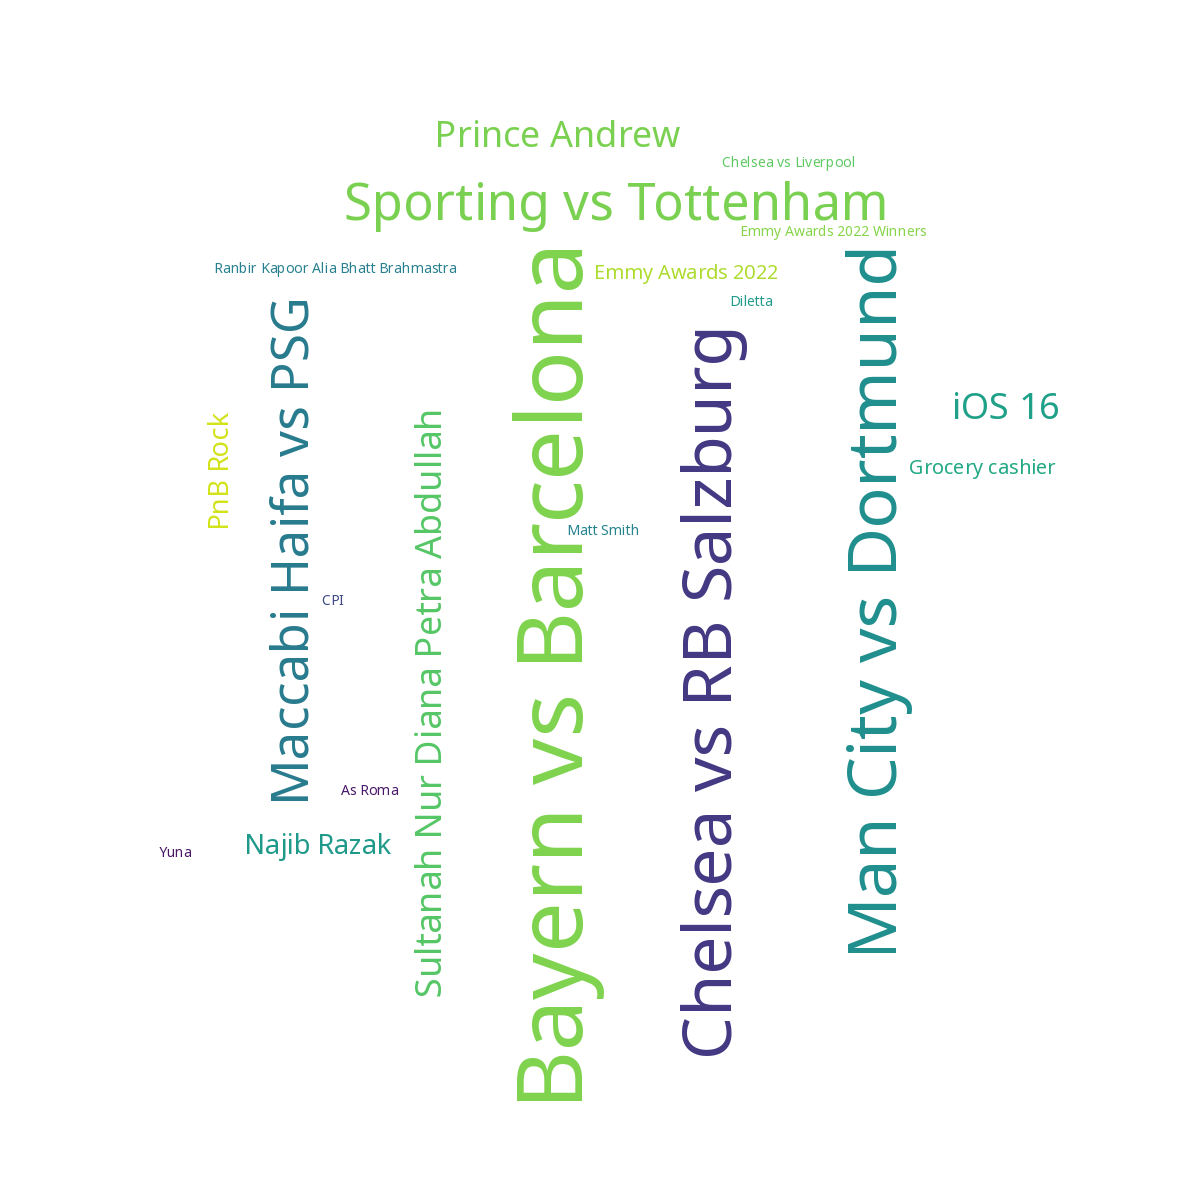 Prince Andrew
Chelsea vs Liverpool
Sporting vs Tottenham
Emmy Awards 2022 Winners
Ranbir Kapoor Alia Bhatt Brahmastra
Emmy Awards 2022
Diletta
Maccabi Haifa vs PSG
Bayern vs Barcelona
Chelsea vs RB Salzburg
Man City vs Dortmund
iOS 16
PnB Rock
Sultanah Nur Diana Petra Abdullah
Grocery cashier
Matt Smith
CPI
As Roma
Najib Razak
Yuna